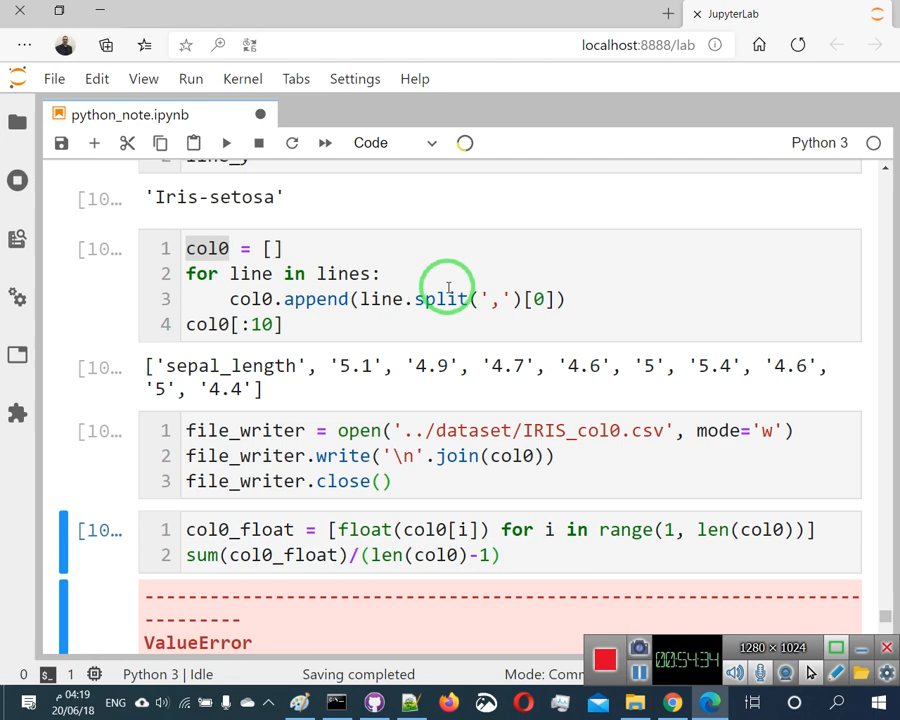 JupyterLab
localhost:8888/lab
File Edit View Run Kernel Tabs Settings Help
python_note.ipynb
Code Python 3
[10… 'Iris-setosa'
[10… 1 col0 = []
2 for line in lines:
3 col0.append(line.split(',')[0])
4 col0[:10]
[10… ['sepal_length', '5.1', '4.9', '4.7', '4.6', '5', '5.4', '4.6',
'5', '4.4']
[10… 1 file_writer = open('../dataset/IRIS_col0.csv', mode='w')
2 file_writer.write('\n'.join(col0))
3 file_writer.close()
[10… 1 col0_float = [float(col0[i]) for i in range(1, len(col0))]
2 sum(col0_float)/(len(col0)-1)
---------------------------------------------------------------------------
ValueError
1280 × 1024
00:54:34
0 1 Python 3 | Idle Saving completed Mode: Comm
04:19 م
20/06/18
ENG